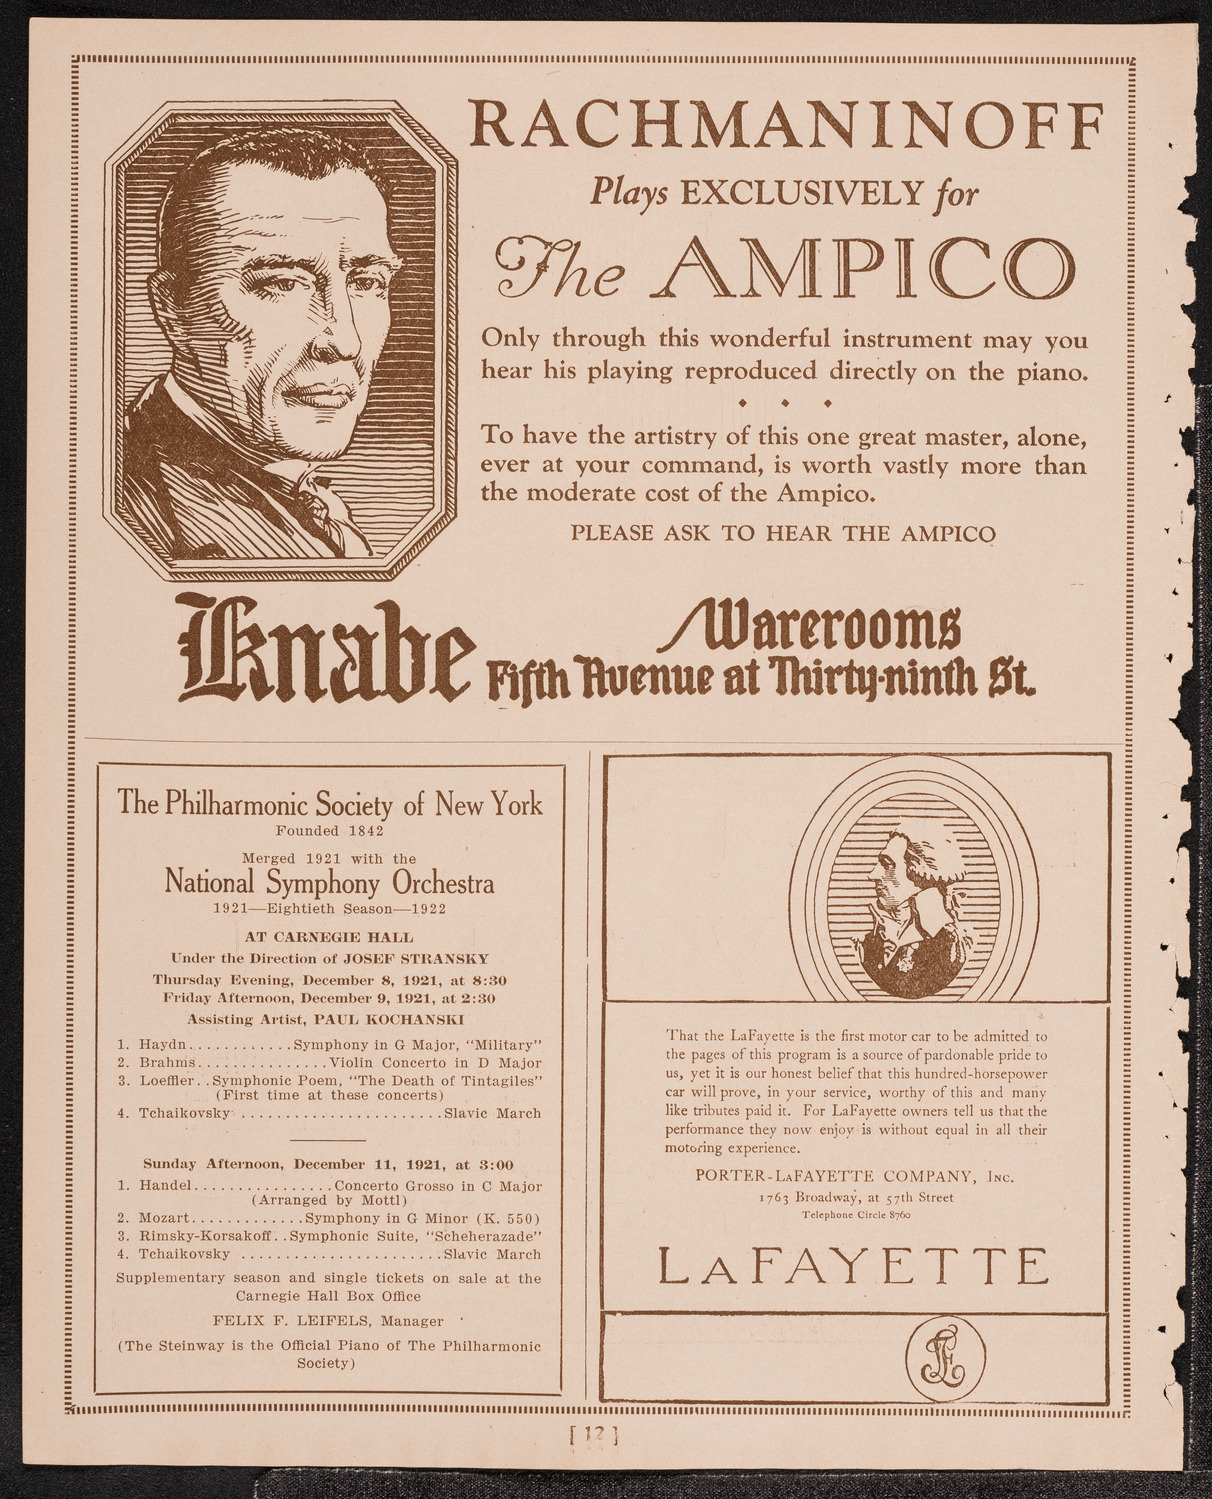 RACHMANINOFF
Plays EXCLUSIVELY for
The AMPICO
Only through this wonderful instrument may you
hear his playing reproduced directly on the piano.
To have the artistry of this one great master, alone,
ever at your command, is worth vastly more than
the moderate cost of the Ampico.
PLEASE ASK TO HEAR THE AMPICO
Knabe Warerooms
Fifth Avenue at Thirty-ninth St.
The Philharmonic Society of New York
Founded 1842
Merged 1921 with the
National Symphony Orchestra
1921—Eightieth Season—1922
AT CARNEGIE HALL
Under the Direction of JOSEF STRANSKY
Thursday Evening, December 8, 1921, at 8:30
Friday Afternoon, December 9, 1921, at 2:30
Assisting Artist, PAUL KOCHANSKI
1. Haydn............Symphony in G Major, “Military”
2. Brahms...............Violin Concerto in D Major
3. Loeffler..Symphonic Poem, “The Death of Tintagiles”
(First time at these concerts)
4. Tchaikovsky .......................Slavic March
Sunday Afternoon, December 11, 1921, at 3:00
1. Handel................Concerto Grosso in C Major
(Arranged by Mottl)
2. Mozart.............Symphony in G Minor (K. 550)
3. Rimsky-Korsakoff..Symphonic Suite, “Scheherazade”
4. Tchaikovsky .......................Slavic March
Supplementary season and single tickets on sale at the
Carnegie Hall Box Office
FELIX F. LEIFELS, Manager
(The Steinway is the Official Piano of The Philharmonic
Society)
That the LaFayette is the first motor car to be admitted to
the pages of this program is a source of pardonable pride to
us, yet it is our honest belief that this hundred-horsepower
car will prove, in your service, worthy of this and many
like tributes paid it. For LaFayette owners tell us that the
performance they now enjoy is without equal in all their
motoring experience.
PORTER-LAFAYETTE COMPANY, INC.
1763 Broadway, at 57th Street
Telephone Circle 8760
LAFAYETTE
[ 12 ]